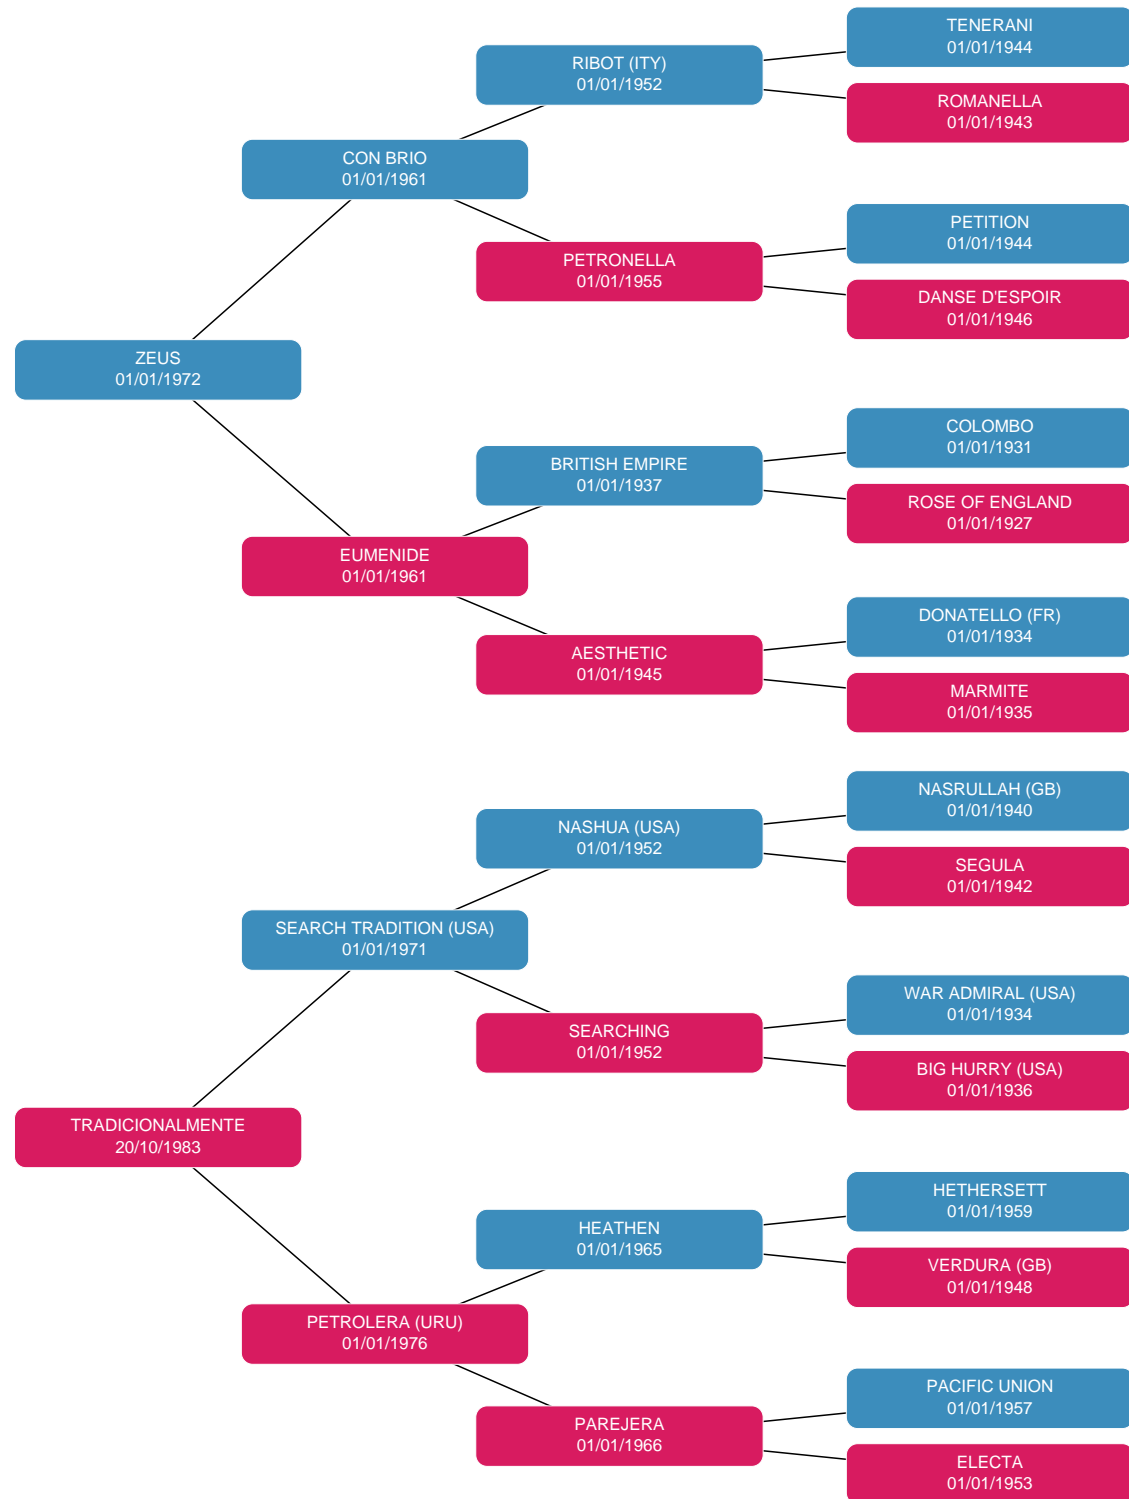 TENERANI
01/01/1944
RIBOT (ITY)
01/01/1952
ROMANELLA
01/01/1943
CON BRIO
01/01/1961
PETITION
01/01/1944
PETRONELLA
01/01/1955
DANSE D'ESPOIR
01/01/1946
ZEUS
01/01/1972
COLOMBO
01/01/1931
BRITISH EMPIRE
01/01/1937
ROSE OF ENGLAND
01/01/1927
EUMENIDE
01/01/1961
DONATELLO (FR)
01/01/1934
AESTHETIC
01/01/1945
MARMITE
01/01/1935
NASRULLAH (GB)
01/01/1940
NASHUA (USA)
01/01/1952
SEGULA
01/01/1942
SEARCH TRADITION (USA)
01/01/1971
WAR ADMIRAL (USA)
01/01/1934
SEARCHING
01/01/1952
BIG HURRY (USA)
01/01/1936
TRADICIONALMENTE
20/10/1983
HETHERSETT
01/01/1959
HEATHEN
01/01/1965
VERDURA (GB)
01/01/1948
PETROLERA (URU)
01/01/1976
PACIFIC UNION
01/01/1957
PAREJERA
01/01/1966
ELECTA
01/01/1953